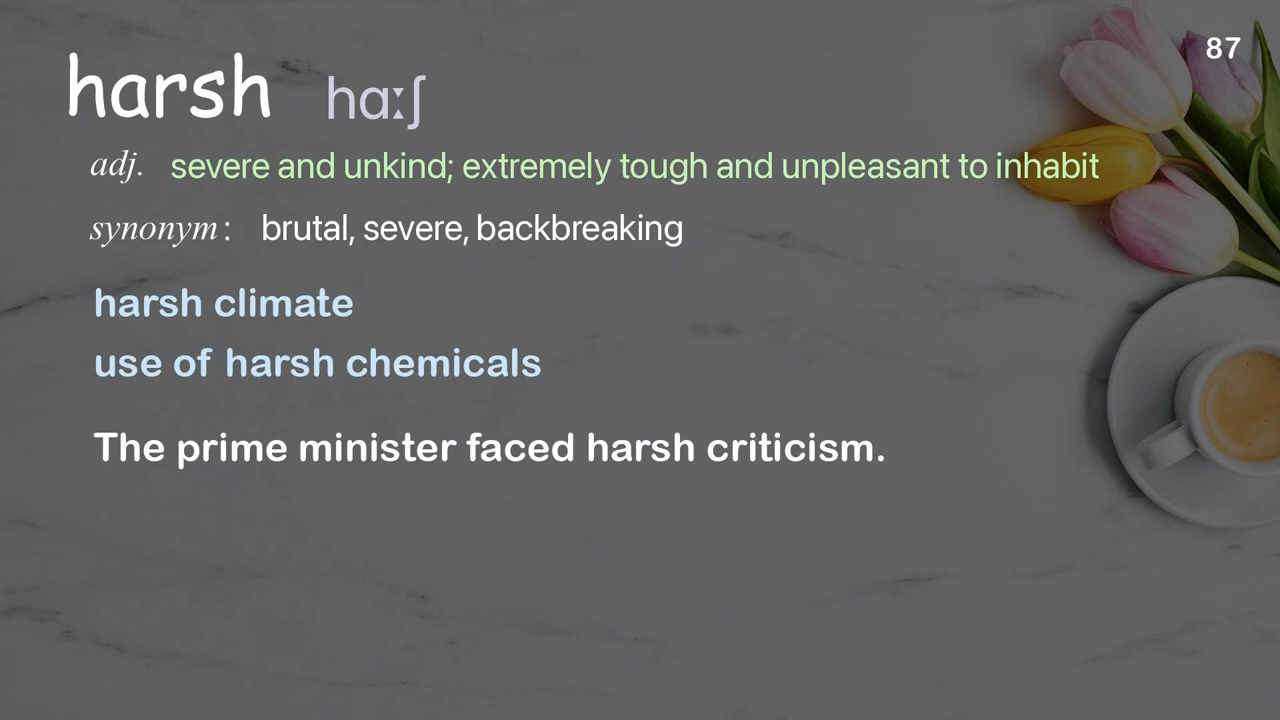 87
harsh hɑːʃ
adj. severe and unkind; extremely tough and unpleasant to inhabit
synonym : brutal, severe, backbreaking
harsh climate
use of harsh chemicals
The prime minister faced harsh criticism.